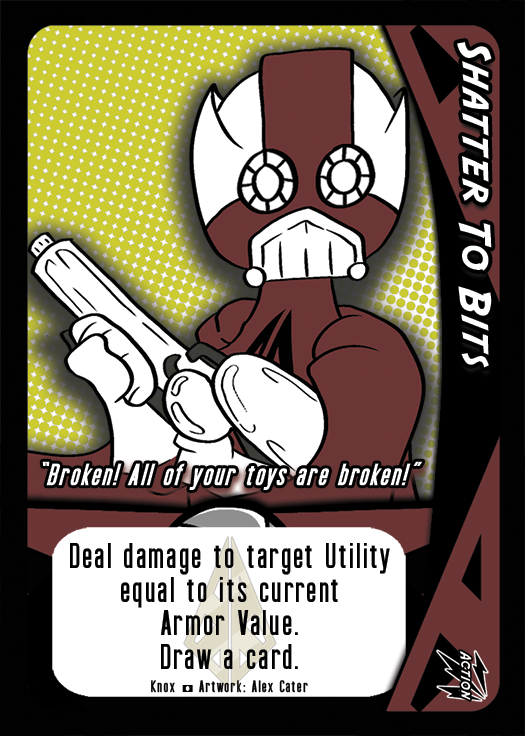 Shatter To Bits
"Broken! All of your toys are broken!"
Deal damage to target Utility
equal to its current
Armor Value.
Draw a card.
Knox ◘ Artwork: Alex Cater
Action